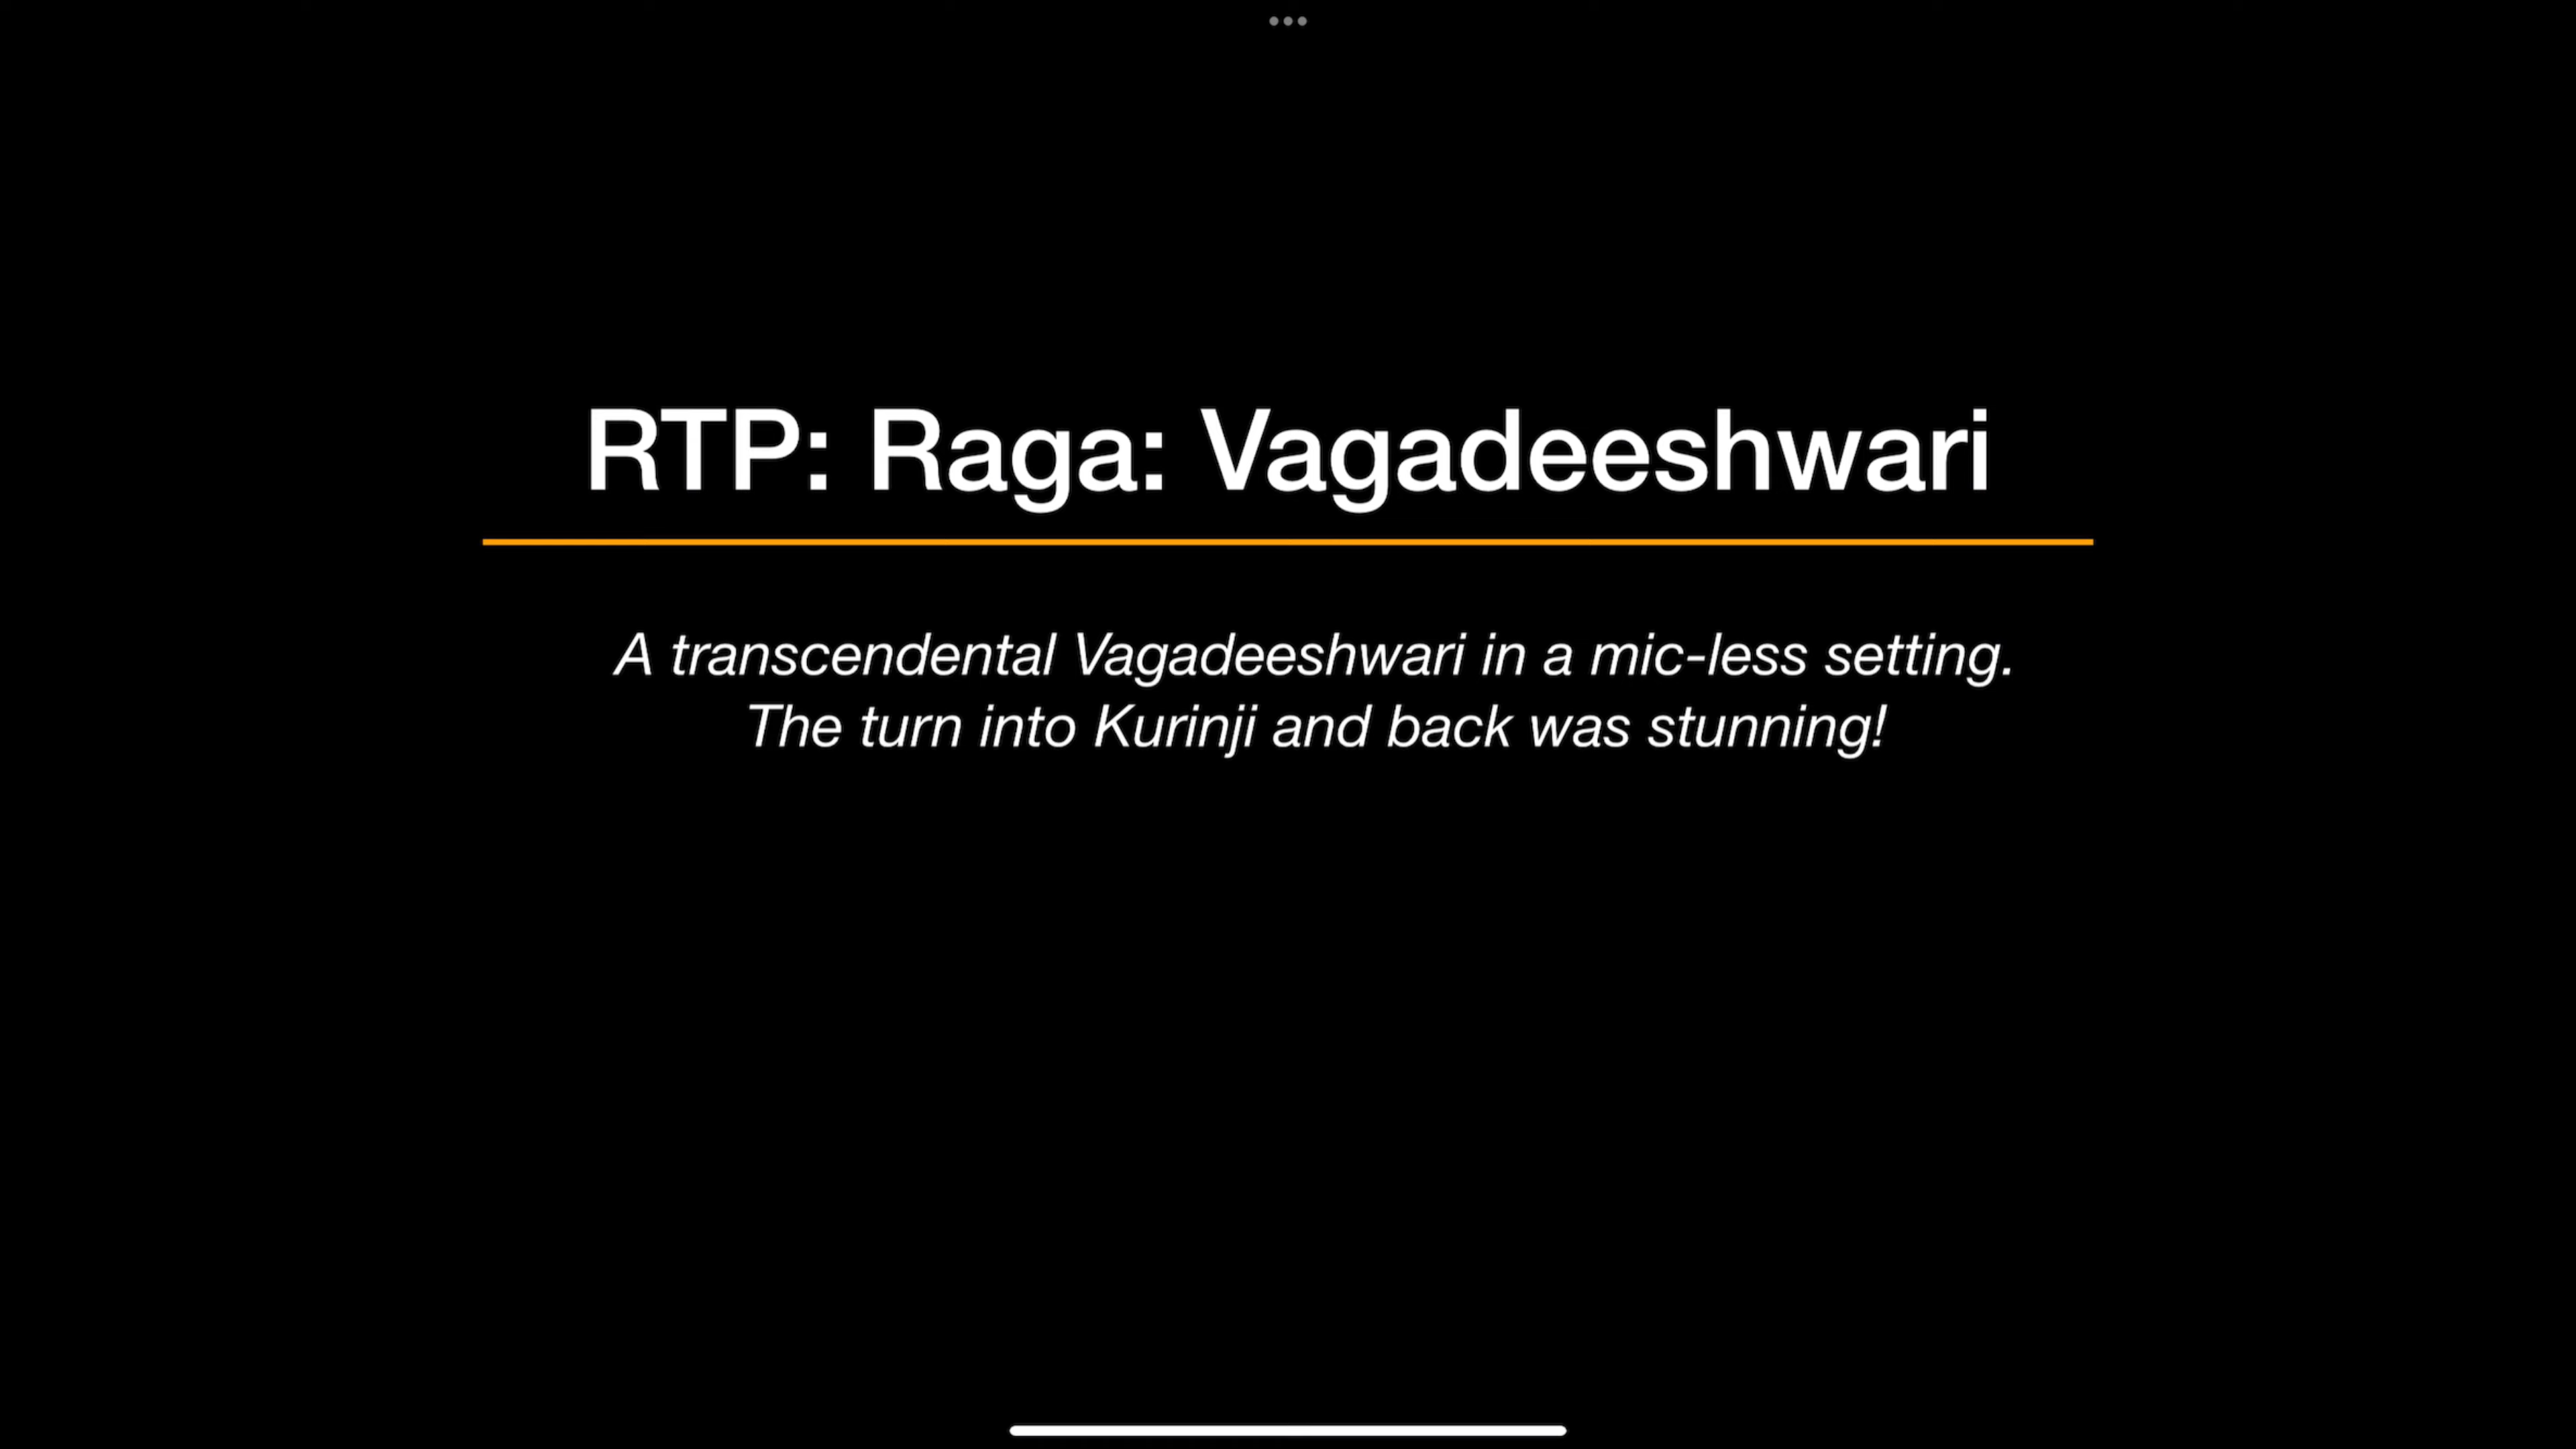 RTP: Raga: Vagadeeshwari
A transcendental Vagadeeshwari in a mic-less setting.
The turn into Kurinji and back was stunning!